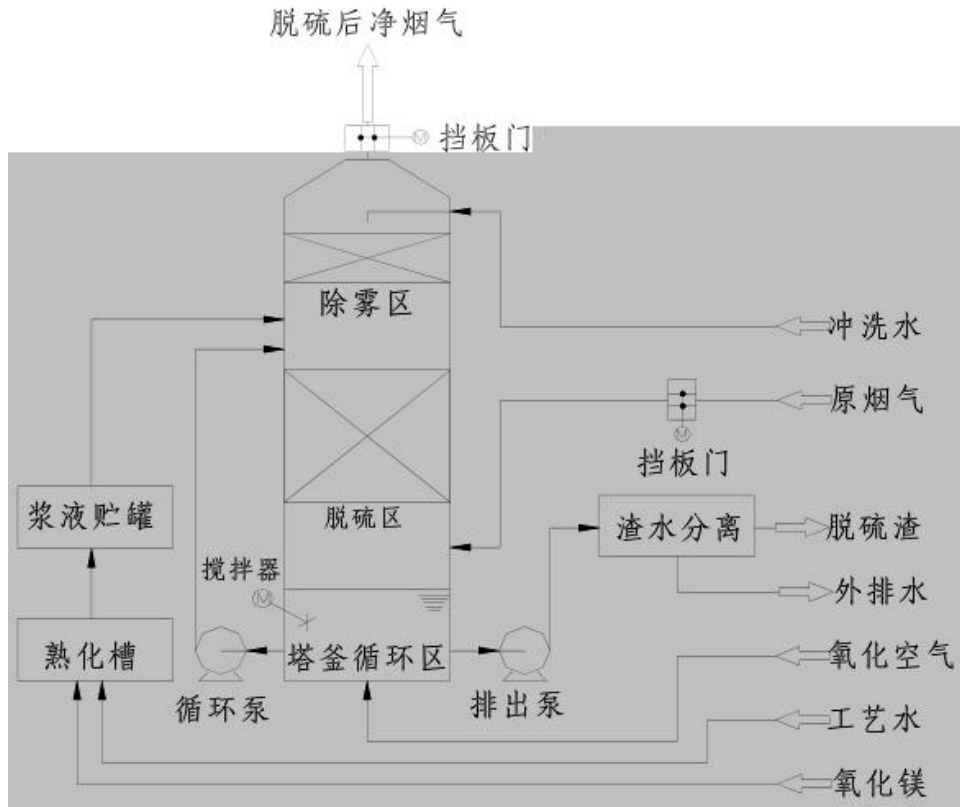 脱硫后净烟气
M
挡板门
除雾区
冲洗水
原烟气
M
挡板门
浆液贮罐
脱硫区
渣水分离
脱硫渣
搅拌器
M
外排水
熟化槽
塔釜循环区
氧化空气
循环泵
排出泵
工艺水
氧化镁